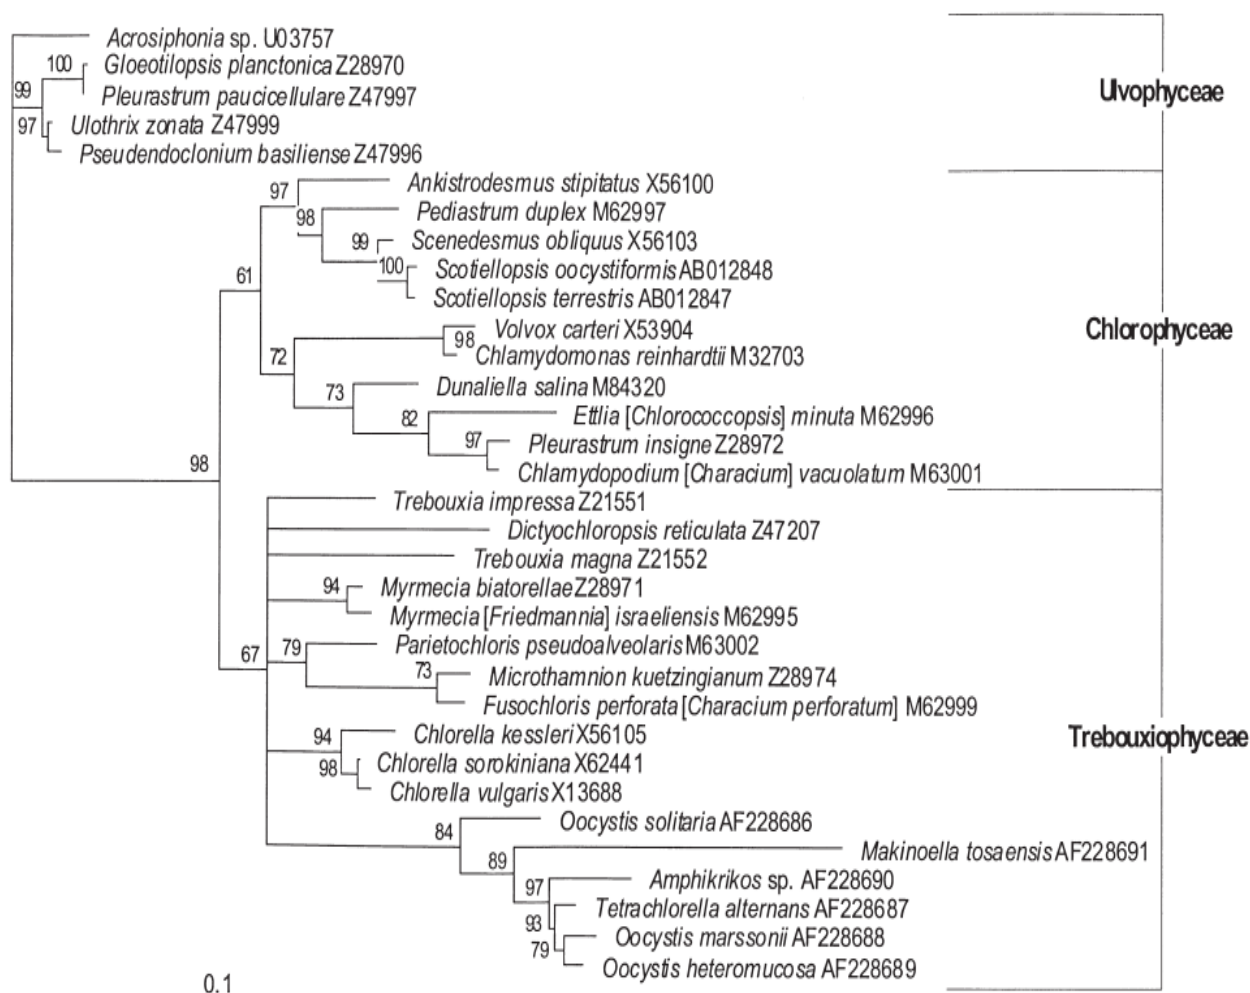 Acrosiphonia sp. U03757
100 Gloeotilopsis planctonica Z28970
99
Pleurastrum paucicellulare Z47997
Ulvophyceae
97 Ulothrix zonata Z47999
Pseudendoclonium basiliense Z47996
97 Ankistrodesmus stipitatus X56100
98 Pediastrum duplex M62997
99 Scenedesmus obliquus X56103
100 Scotiellopsis oocystiformis AB012848
61
Scotiellopsis terrestris AB012847
Volvox carteri X53904
Chlorophyceae
98
72 Chlamydomonas reinhardtii M32703
73 Dunaliella salina M84320
82 Ettlia [Chlorococcopsis] minuta M62996
97 Pleurastrum insigne Z28972
98
Chlamydopodium [Characium] vacuolatum M63001
Trebouxia impressa Z21551
Dictyochloropsis reticulata Z47207
Trebouxia magna Z21552
94 Myrmecia biatorellae Z28971
Myrmecia [Friedmannia] israeliensis M62995
67 79 Parietochloris pseudoalveolaris M63002
73 Microthamnion kuetzingianum Z28974
Fusochloris perforata [Characium perforatum] M62999
94 Chlorella kessleri X56105
Trebouxiophyceae
98 Chlorella sorokiniana X62441
Chlorella vulgaris X13688
84 Oocystis solitaria AF228686
89 Makinoella tosaensis AF228691
97 Amphikrikos sp. AF228690
Tetrachlorella alternans AF228687
93
Oocystis marssonii AF228688
79
Oocystis heteromucosa AF228689
0.1